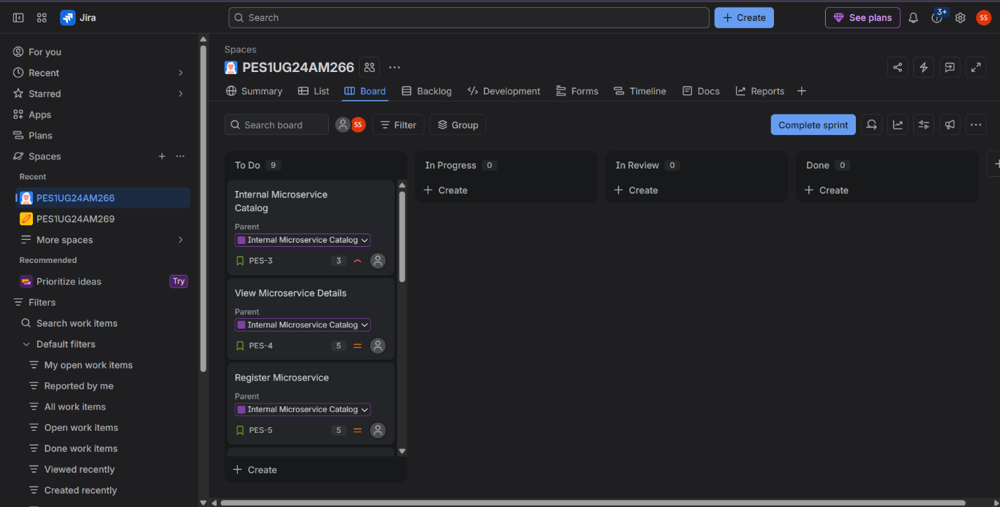 Jira
Search
Create
See plans
3+
SS
For you
Recent
Starred
Apps
Plans
Spaces
Recent
PES1UG24AM266
PES1UG24AM269
More spaces
Recommended
Prioritize ideas
Try
Filters
Search work items
Default filters
My open work items
Reported by me
All work items
Open work items
Done work items
Viewed recently
Created recently
Spaces
PES1UG24AM266
Summary
List
Board
Backlog
Development
Forms
Timeline
Docs
Reports
Search board
SS
Filter
Group
Complete sprint
To Do 9
Internal Microservice
Catalog
Parent
Internal Microservice Catalog
PES-3
3
View Microservice Details
Parent
Internal Microservice Catalog
PES-4
5
Register Microservice
Parent
Internal Microservice Catalog
PES-5
5
Create
In Progress 0
Create
In Review 0
Create
Done 0
Create